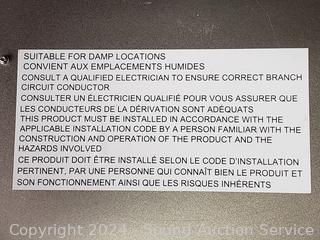 SUITABLE FOR DAMP LOCATIONS
CONVIENT AUX EMPLACEMENTS HUMIDES
CONSULT A QUALIFIED ELECTRICIAN TO ENSURE CORRECT BRANCH
CIRCUIT CONDUCTOR
CONSULTER UN ÉLECTRICIEN QUALIFIÉ POUR VOUS ASSURER QUE
LES CONDUCTEURS DE LA DÉRIVATION SONT ADÉQUATS
THIS PRODUCT MUST BE INSTALLED IN ACCORDANCE WITH THE
APPLICABLE INSTALLATION CODE BY A PERSON FAMILIAR WITH THE
CONSTRUCTION AND OPERATION OF THE PRODUCT AND THE
HAZARDS INVOLVED
CE PRODUIT DOIT ÊTRE INSTALLÉ SELON LE CODE D'INSTALLATION
PERTINENT, PAR UNE PERSONNE QUI CONNAÎT BIEN LE PRODUIT ET
SON FONCTIONNEMENT AINSI QUE LES RISQUES INHÉRENTS
Copyright 2024 - Sound Auction Service